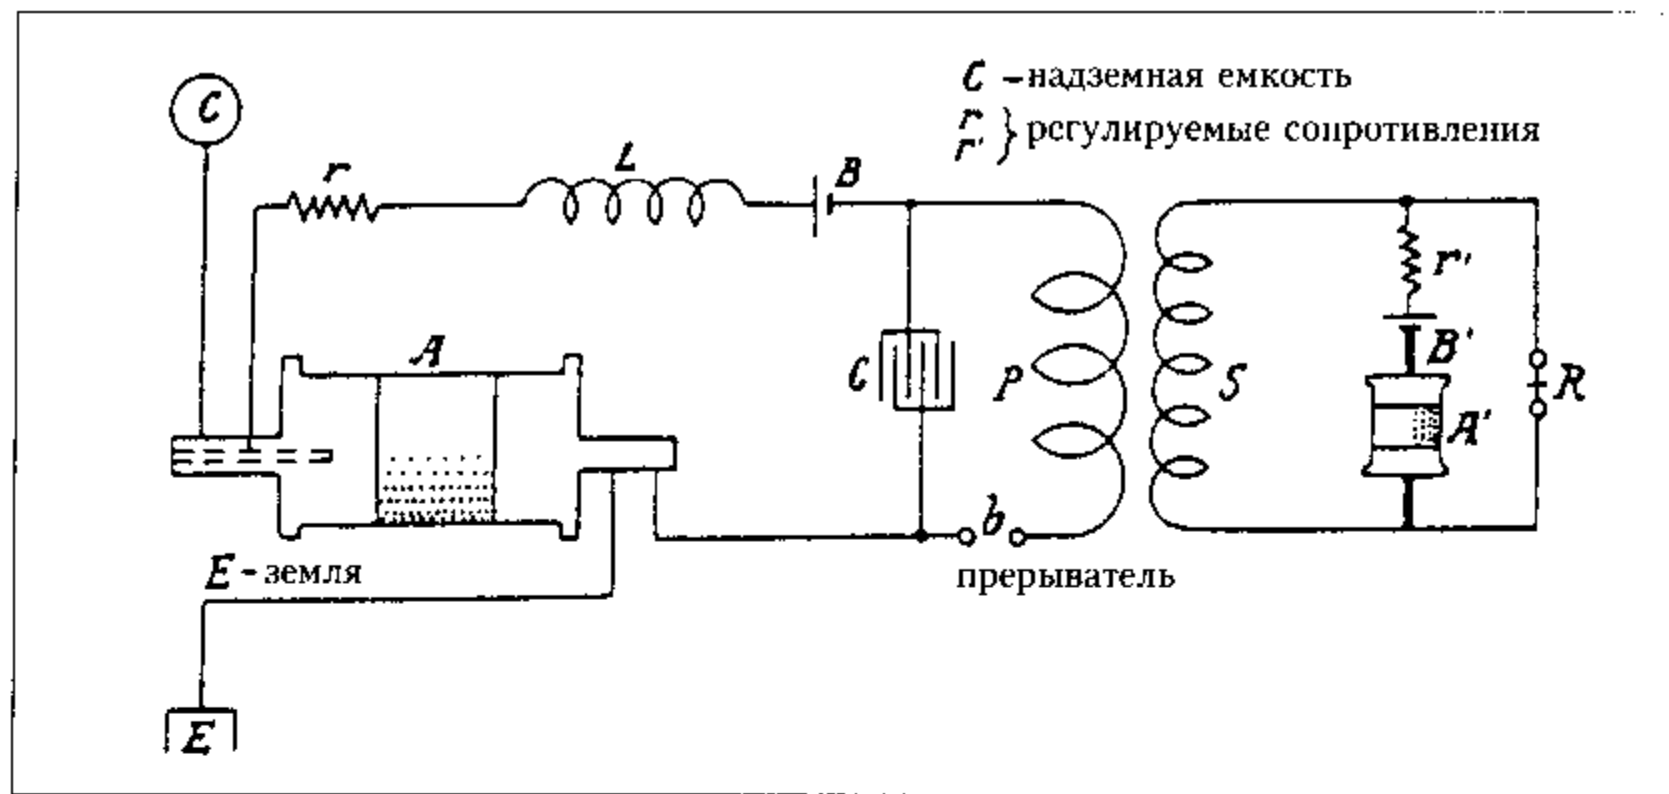 C – надземная емкость
r
r' } регулируемые сопротивления
C
r
L
B
A
C
P
S
r'
B'
A'
R
b
прерыватель
E - земля
E